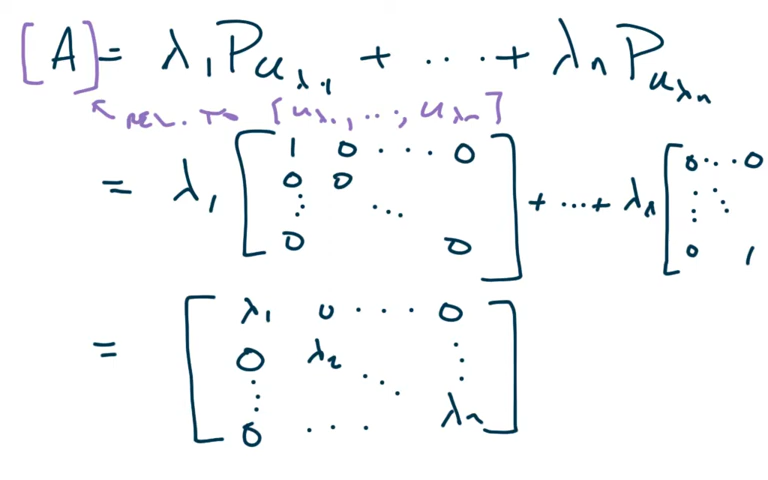 [A] = λ₁P_{u_{λ₁}} + ··· + λₙP_{u_{λₙ}}
↖ REL. TO [u_{λ₁}, ..., u_{λₙ}]
= λ₁ [1 0 ··· 0
0 0
⋮ ···
0 0] + ··· + λₙ [0 ··· 0
⋮ ⋱
0 1]
= [λ₁ 0 ··· 0
0 λ₂ ⋮
⋮ ⋱ λₙ
0 ··· ]